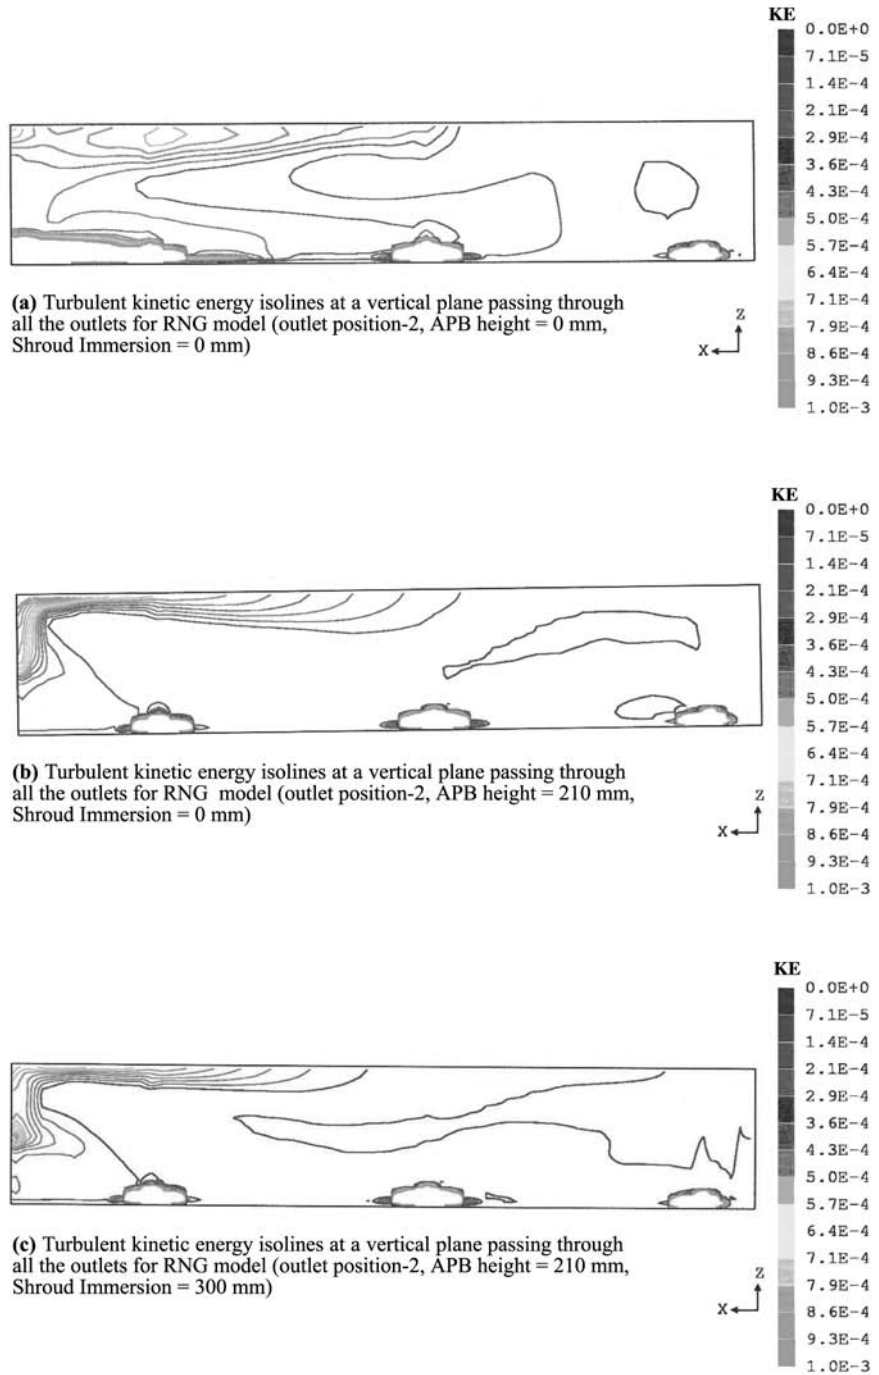 KE
0.0E+0
7.1E-5
1.4E-4
2.1E-4
2.9E-4
3.6E-4
4.3E-4
5.0E-4
5.7E-4
6.4E-4
7.1E-4
7.9E-4
8.6E-4
9.3E-4
1.0E-3
(a) Turbulent kinetic energy isolines at a vertical plane passing through
all the outlets for RNG model (outlet position-2, APB height = 0 mm,
Shroud Immersion = 0 mm)
Z
X
KE
0.0E+0
7.1E-5
1.4E-4
2.1E-4
2.9E-4
3.6E-4
4.3E-4
5.0E-4
5.7E-4
6.4E-4
7.1E-4
7.9E-4
8.6E-4
9.3E-4
1.0E-3
(b) Turbulent kinetic energy isolines at a vertical plane passing through
all the outlets for RNG model (outlet position-2, APB height = 210 mm,
Shroud Immersion = 0 mm)
Z
X
KE
0.0E+0
7.1E-5
1.4E-4
2.1E-4
2.9E-4
3.6E-4
4.3E-4
5.0E-4
5.7E-4
6.4E-4
7.1E-4
7.9E-4
8.6E-4
9.3E-4
1.0E-3
(c) Turbulent kinetic energy isolines at a vertical plane passing through
all the outlets for RNG model (outlet position-2, APB height = 210 mm,
Shroud Immersion = 300 mm)
Z
X